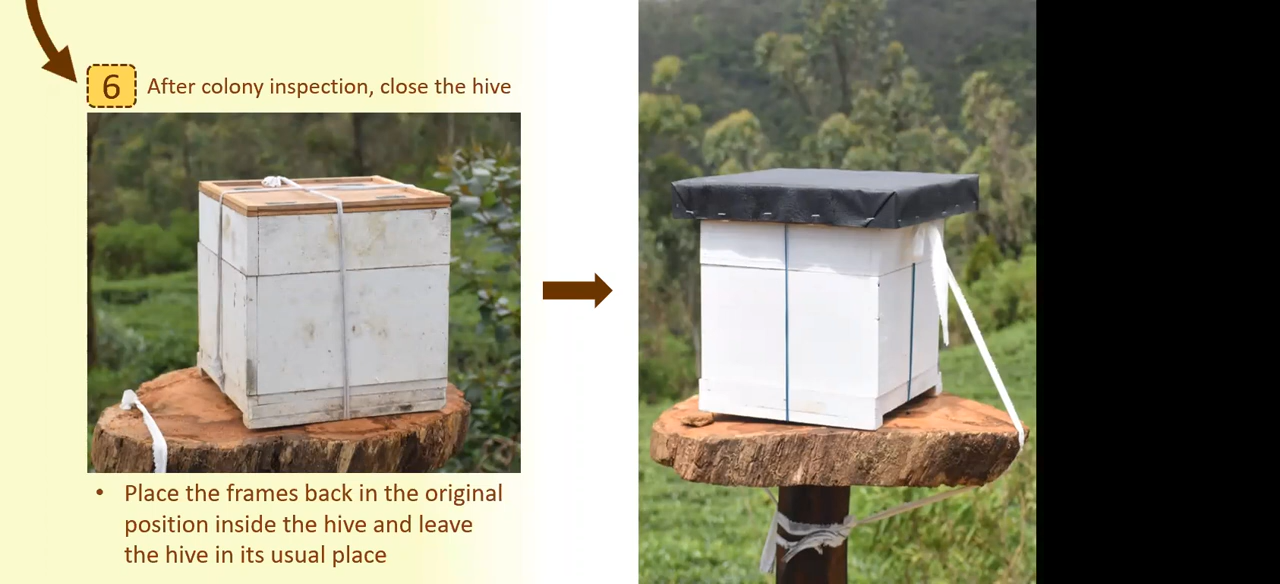 6 After colony inspection, close the hive
• Place the frames back in the original
position inside the hive and leave
the hive in its usual place